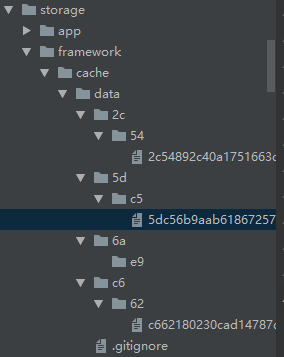 storage
app
framework
cache
data
2c
54
2c54892c40a1751663c
5d
c5
5dc56b9aab61867257
6a
e9
c6
62
c662180230cad14787c
.gitignore